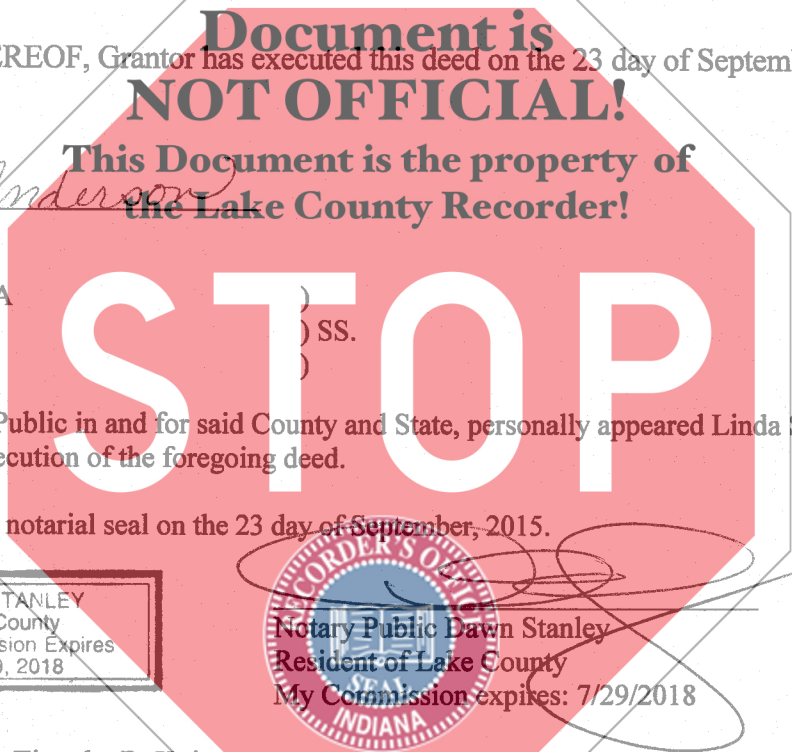 Document is
EREOF, Grantor has executed this deed on the 23 day of Septem
NOT OFFICIAL!
This Document is the property of
Anderson
the Lake County Recorder!
A )
) SS.
)
STOP
Public in and for said County and State, personally appeared Linda S
ecution of the foregoing deed.
notarial seal on the 23 day of September, 2015.
TANLEY
County
sion Expires
9, 2018
RECORDER'S OFFICE
SEAL
INDIANA
Notary Public Dawn Stanley
Resident of Lake County
My Commission expires: 7/29/2018